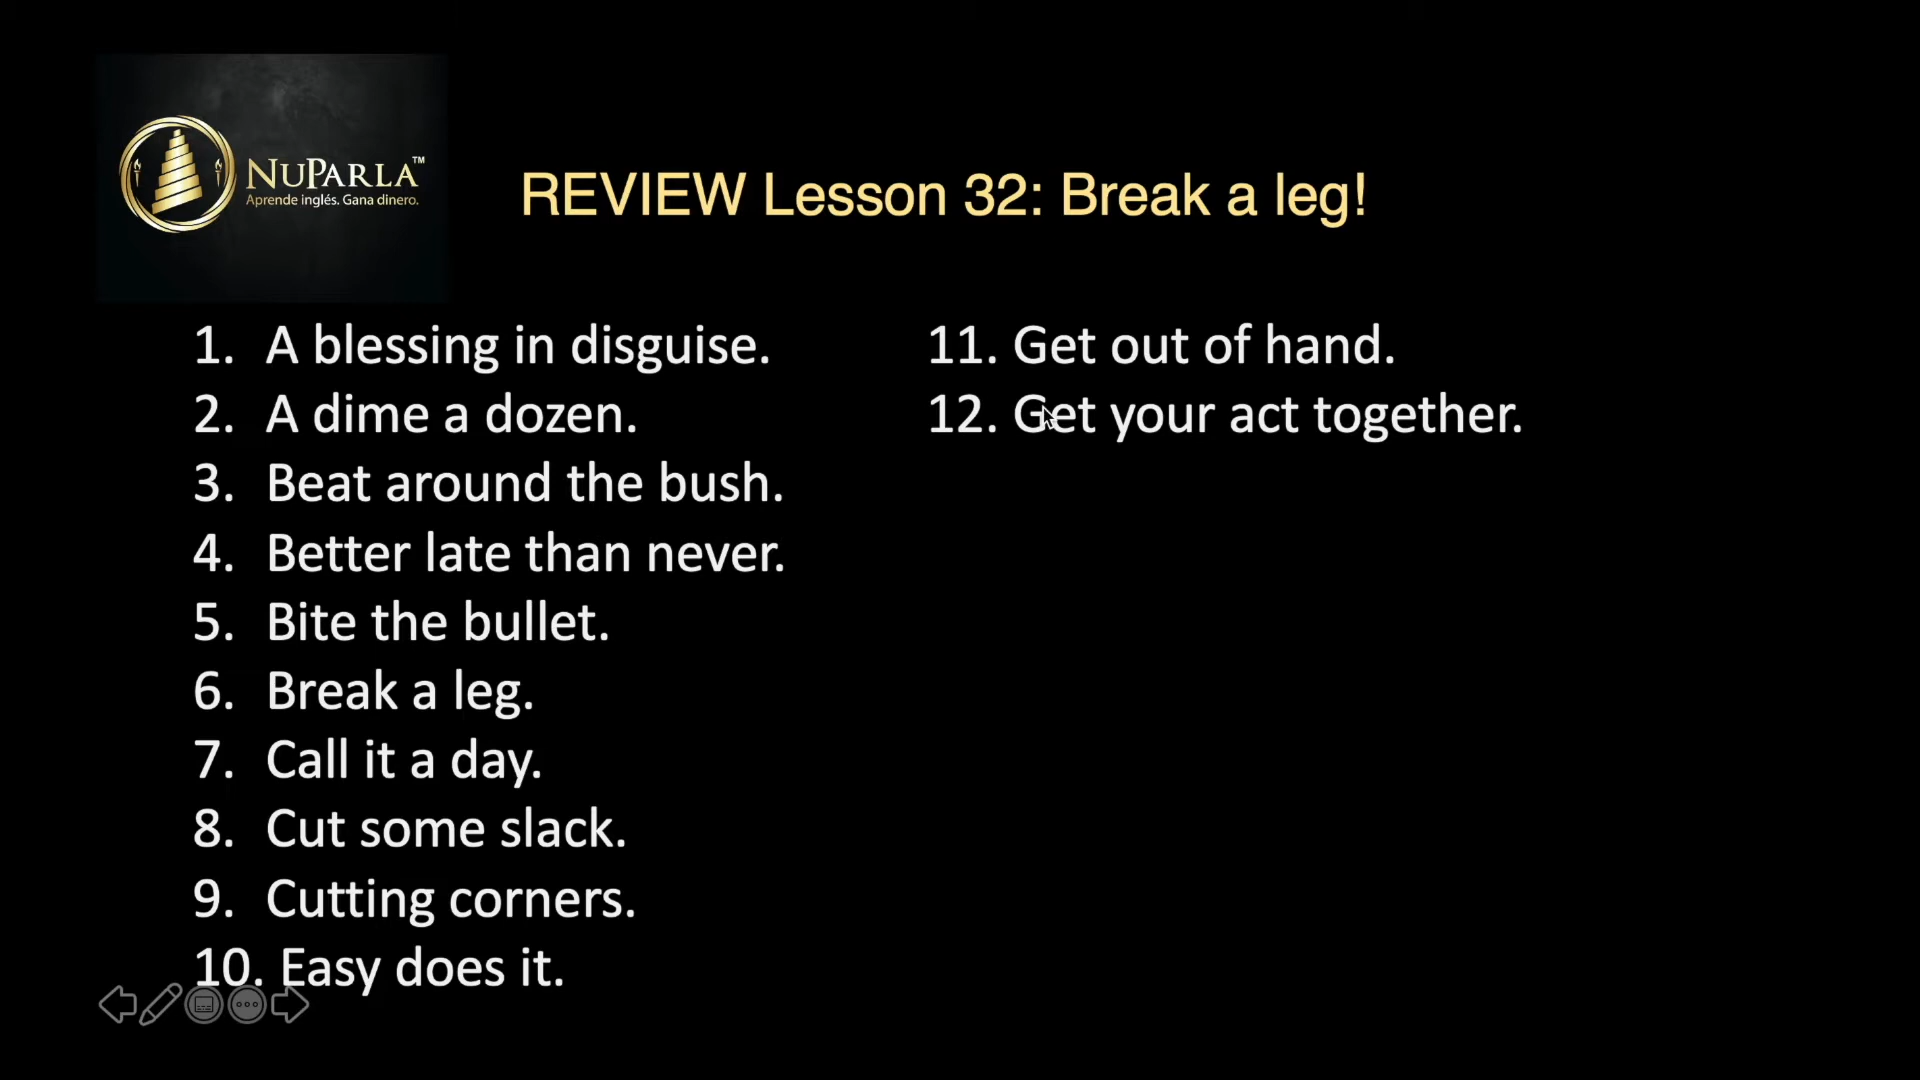 NUPARLA™
Aprende inglés. Gana dinero.
REVIEW Lesson 32: Break a leg!
1. A blessing in disguise.
2. A dime a dozen.
3. Beat around the bush.
4. Better late than never.
5. Bite the bullet.
6. Break a leg.
7. Call it a day.
8. Cut some slack.
9. Cutting corners.
10. Easy does it.
11. Get out of hand.
12. Get your act together.